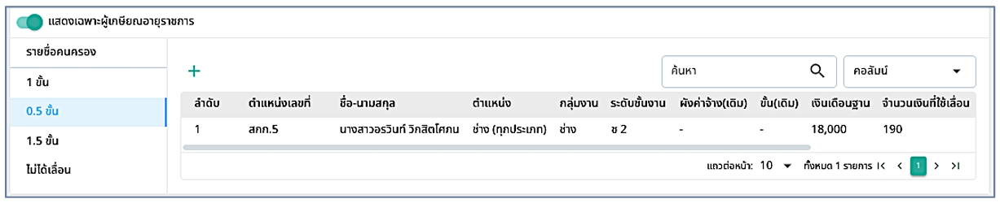 แสดงเฉพาะผู้เกษียณอายุราชการ
รายชื่อคนครอง
1 ขั้น
0.5 ขั้น
1.5 ขั้น
ไม่ได้เลื่อน
+
ค้นหา
คอลัมน์
ลำดับ ตำแหน่งเลขที่ ชื่อ-นามสกุล ตำแหน่ง กลุ่มงาน ระดับชั้นงาน ผังค่าจ้าง(เดิม) ขั้น(เดิม) เงินเดือนฐาน จำนวนเงินที่ใช้เลื่อน
1 สกก.5 นางสาวอรวินท์ วิกสิตโศภน ช่าง (ทุกประเภท) ช่าง ช 2 - - 18,000 190
แถวต่อหน้า: 10 ทั้งหมด 1 รายการ 1